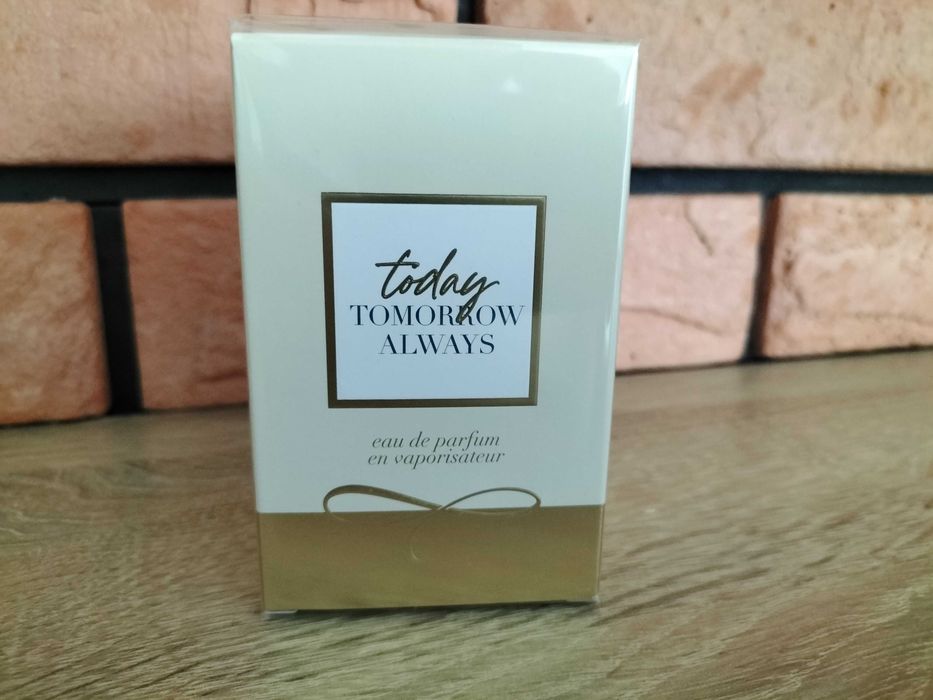 today
TOMORROW
ALWAYS
eau de parfum
en vaporisateur